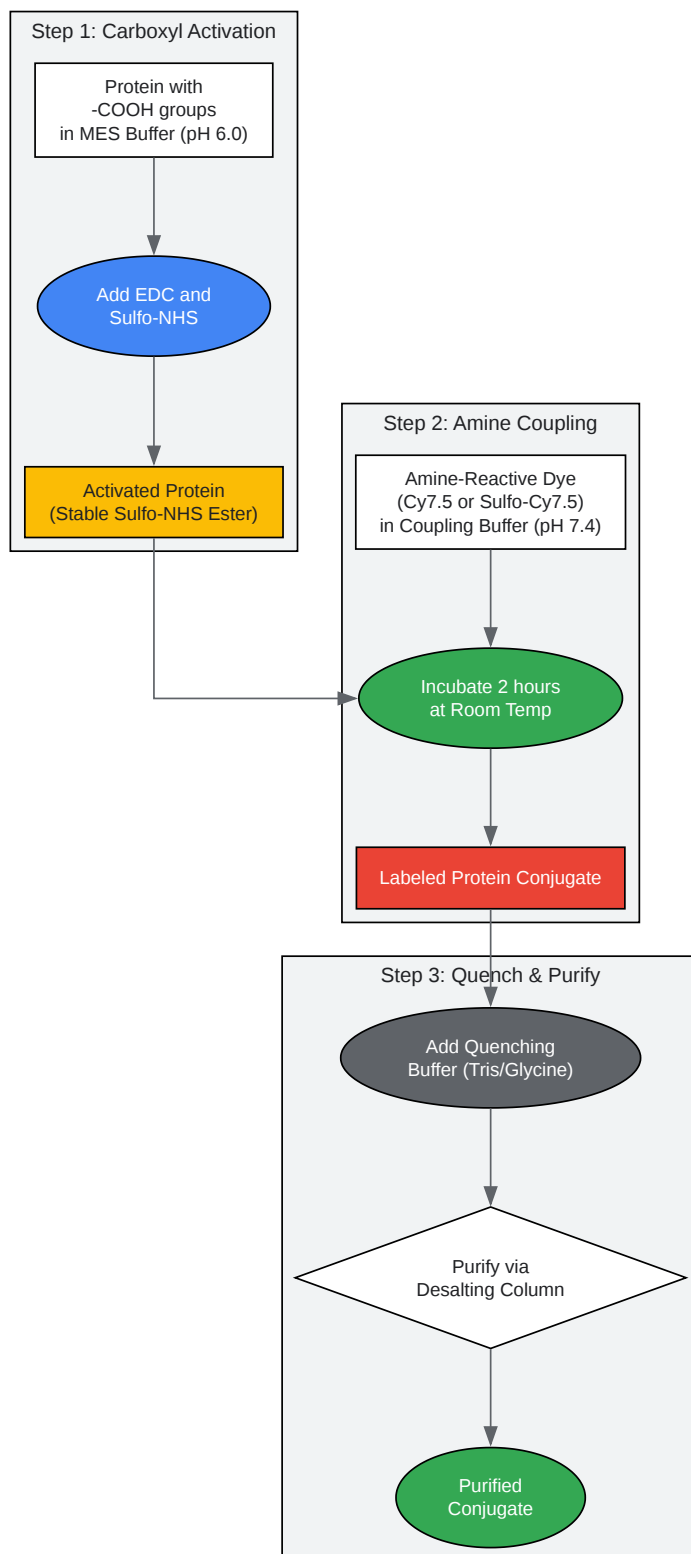 Step 1: Carboxyl Activation
Protein with
-COOH groups
in MES Buffer (pH 6.0)
Add EDC and
Sulfo-NHS
Activated Protein
(Stable Sulfo-NHS Ester)
Step 2: Amine Coupling
Amine-Reactive Dye
(Cy7.5 or Sulfo-Cy7.5)
in Coupling Buffer (pH 7.4)
Incubate 2 hours
at Room Temp
Labeled Protein Conjugate
Step 3: Quench & Purify
Add Quenching
Buffer (Tris/Glycine)
Purify via
Desalting Column
Purified
Conjugate